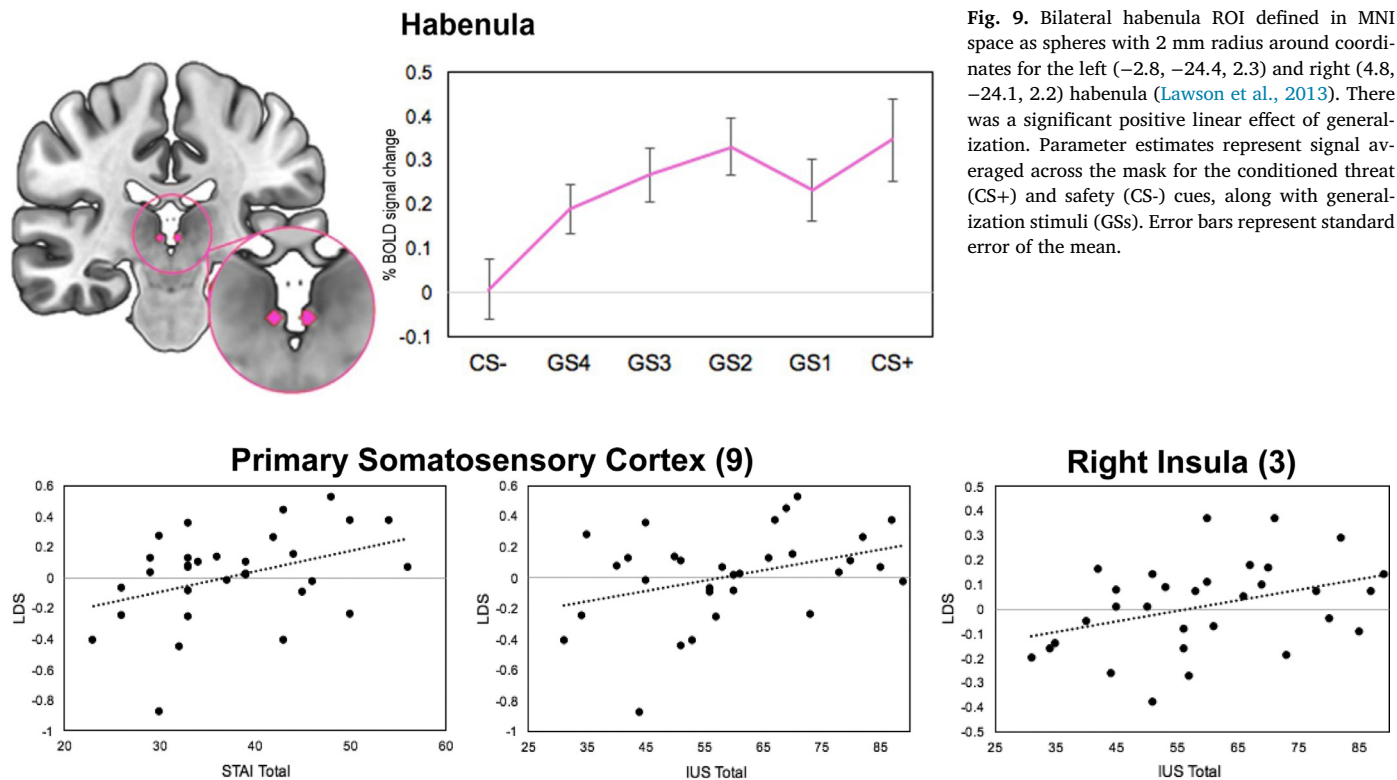 Habenula
% BOLD signal change
0.5
0.4
0.3
0.2
0.1
0
-0.1
CS-
GS4
GS3
GS2
GS1
CS+
Fig. 9. Bilateral habenula ROI defined in MNI
space as spheres with 2 mm radius around coordi-
nates for the left (−2.8, −24.4, 2.3) and right (4.8,
−24.1, 2.2) habenula (Lawson et al., 2013). There
was a significant positive linear effect of general-
ization. Parameter estimates represent signal av-
eraged across the mask for the conditioned threat
(CS+) and safety (CS-) cues, along with general-
ization stimuli (GSs). Error bars represent standard
error of the mean.
Primary Somatosensory Cortex (9)
LDS
0.6
0.4
0.2
0
-0.2
-0.4
-0.6
-0.8
-1
20
30
40
50
60
STAI Total
LDS
0.6
0.4
0.2
0
-0.2
-0.4
-0.6
-0.8
-1
25
35
45
55
65
75
85
IUS Total
Right Insula (3)
LDS
0.5
0.4
0.3
0.2
0.1
0
-0.1
-0.2
-0.3
-0.4
-0.5
25
35
45
55
65
75
85
IUS Total